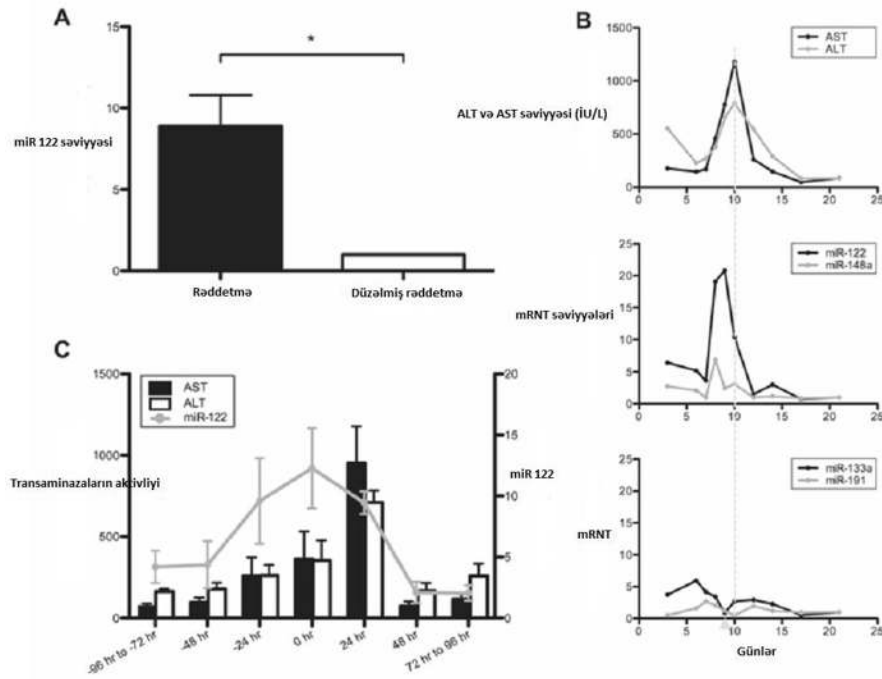 A
15
10
5
0
*
miR 122 səviyyəsi
Rəddetmə
Düzəlmiş rəddetmə
B
AST
ALT
1500
1000
500
0
ALT və AST səviyyəsi (İU/L)
0 5 10 15 20 25
miR-122
miR-148a
25
20
15
10
5
0
mRNT səviyyələri
0 5 10 15 20 25
miR-133a
miR-191
25
20
15
10
5
0
mRNT
0 5 10 15 20 25
Günlər
C
AST
ALT
miR-122
1500
1000
500
0
Transaminazaların aktivliyi
20
15
10
5
0
miR 122
-96 hr to -72 hr
-48 hr
-24 hr
0 hr
24 hr
48 hr
72 hr to 96 hr